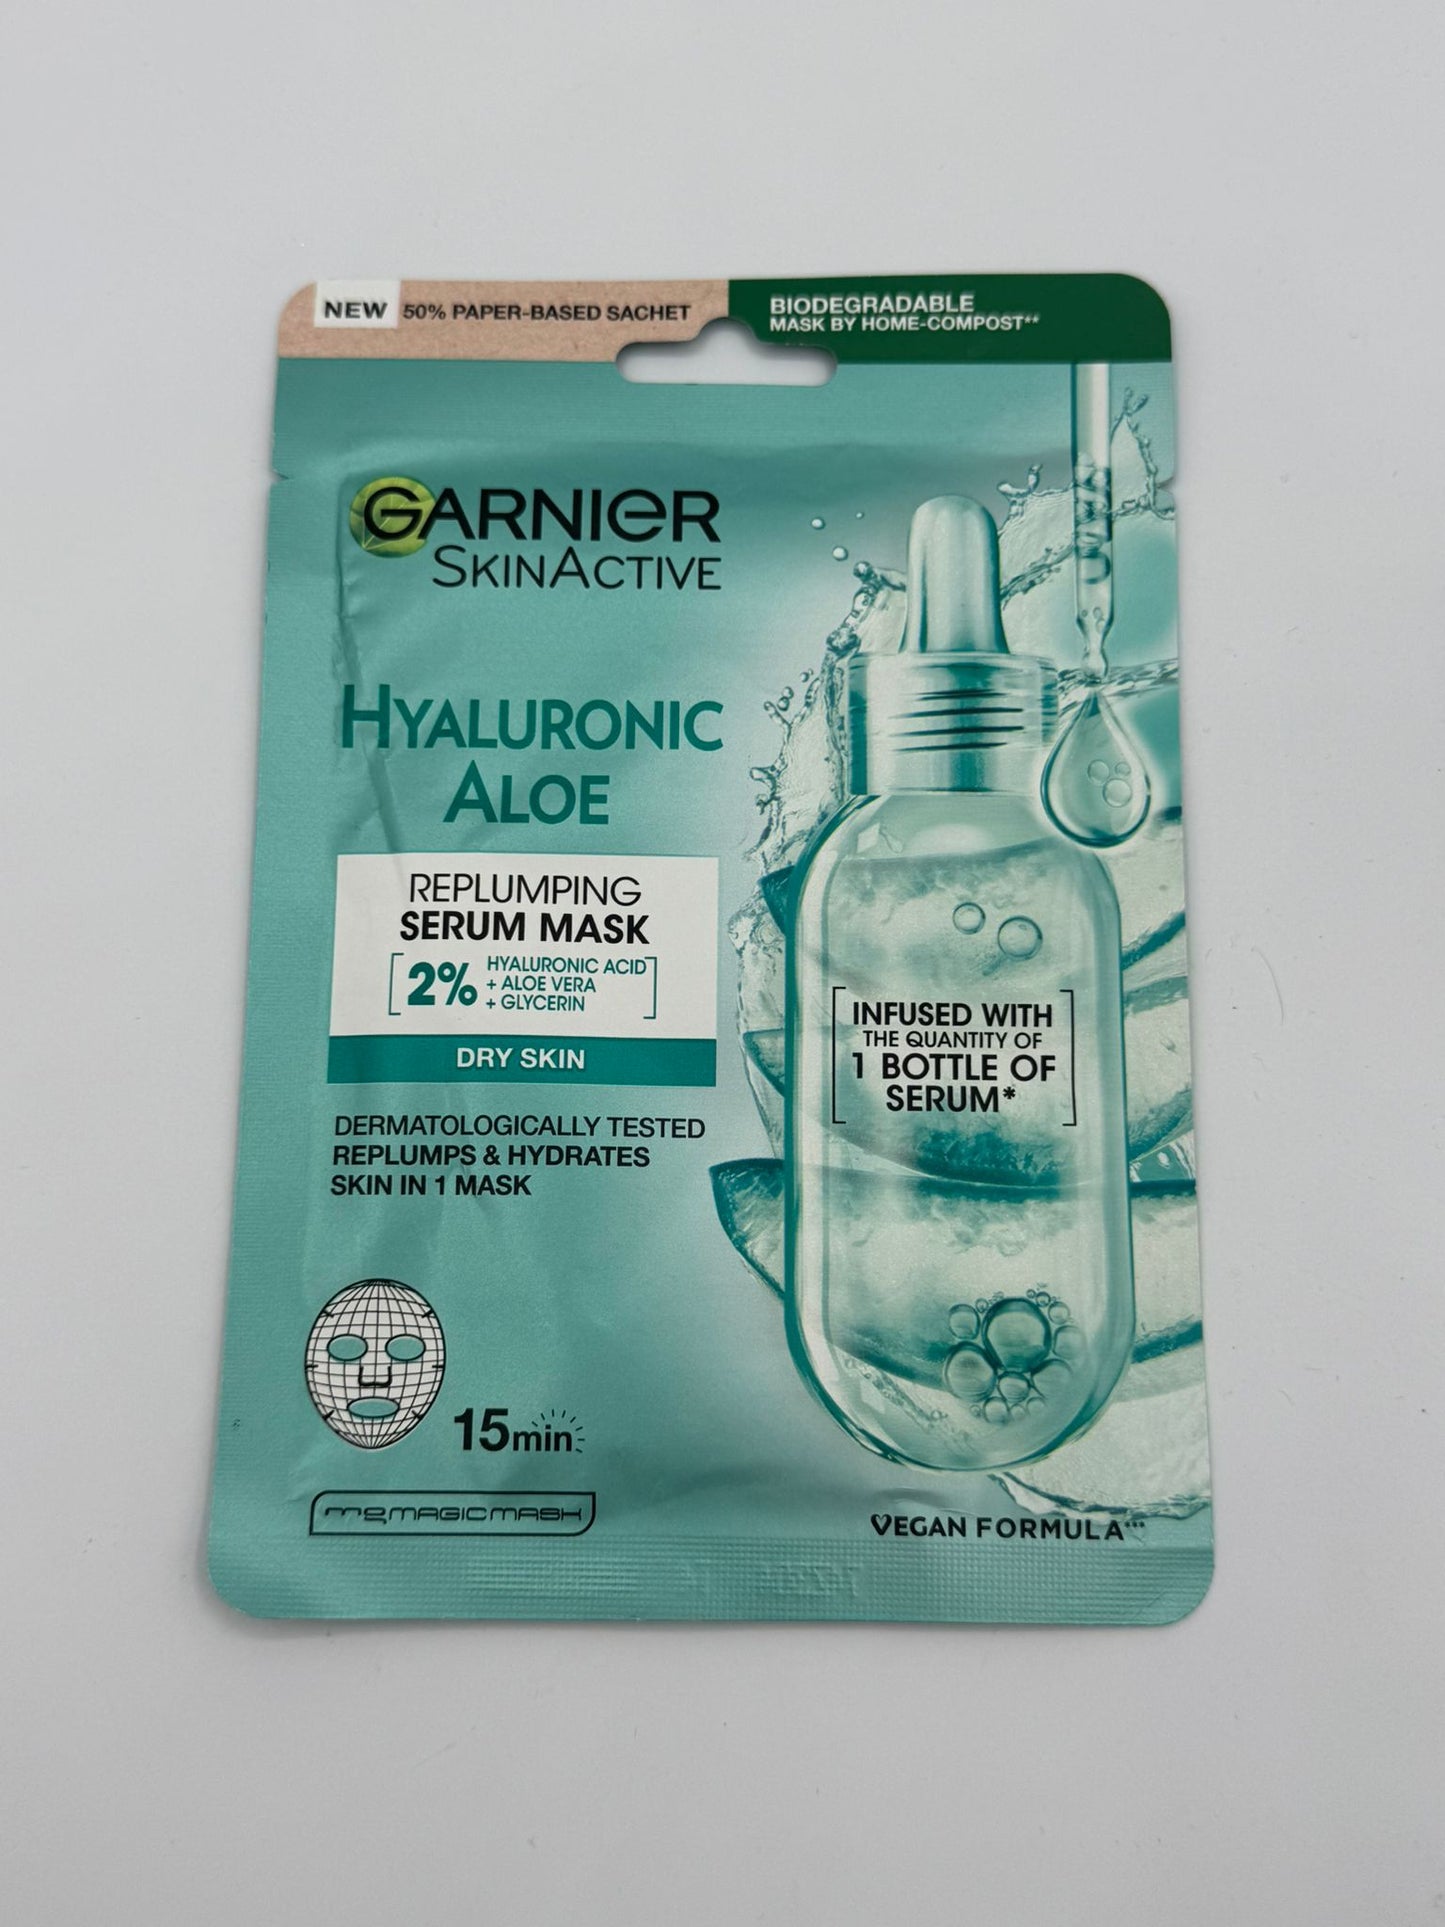 NEW 50% PAPER-BASED SACHET
BIODEGRADABLE
MASK BY HOME-COMPOST**
GARNIER
SKINACTIVE
HYALURONIC
ALOE
REPLUMPING
SERUM MASK
2% HYALURONIC ACID
+ ALOE VERA
+ GLYCERIN
DRY SKIN
DERMATOLOGICALLY TESTED
REPLUMPS & HYDRATES
SKIN IN 1 MASK
INFUSED WITH
THE QUANTITY OF
1 BOTTLE OF
SERUM*
15min
mg MAGICMASK
VEGAN FORMULA***